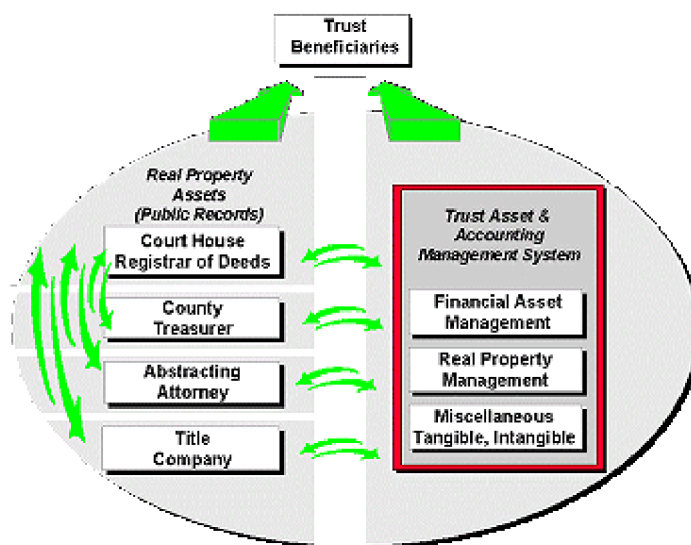 Trust
Beneficiaries
Real Property
Assets
(Public Records)
Court House
Registrar of Deeds
County
Treasurer
Abstracting
Attorney
Title
Company
Trust Asset &
Accounting
Management System
Financial Asset
Management
Real Property
Management
Miscellaneous
Tangible, Intangible